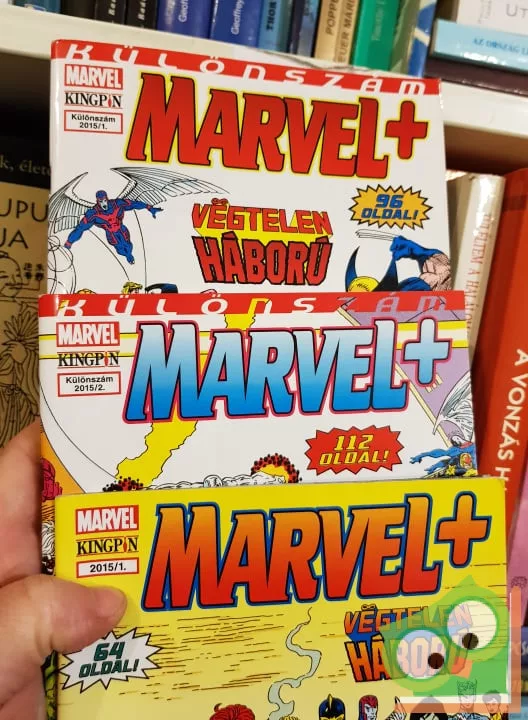 KÜLÖNSZÁM
MARVEL
KINGPIN
Különszám
2015/1.
MARVEL+
96
OLDAL!
VÉGTELEN
HÁBORÚ
KÜLÖNSZÁM
MARVEL
KINGPIN
Különszám
2015/2.
MARVEL+
112
OLDAL!
MARVEL
KINGPIN
2015/1.
MARVEL+
64
OLDAL!
VÉGTELEN
HÁBORÚ
A VONZÁS